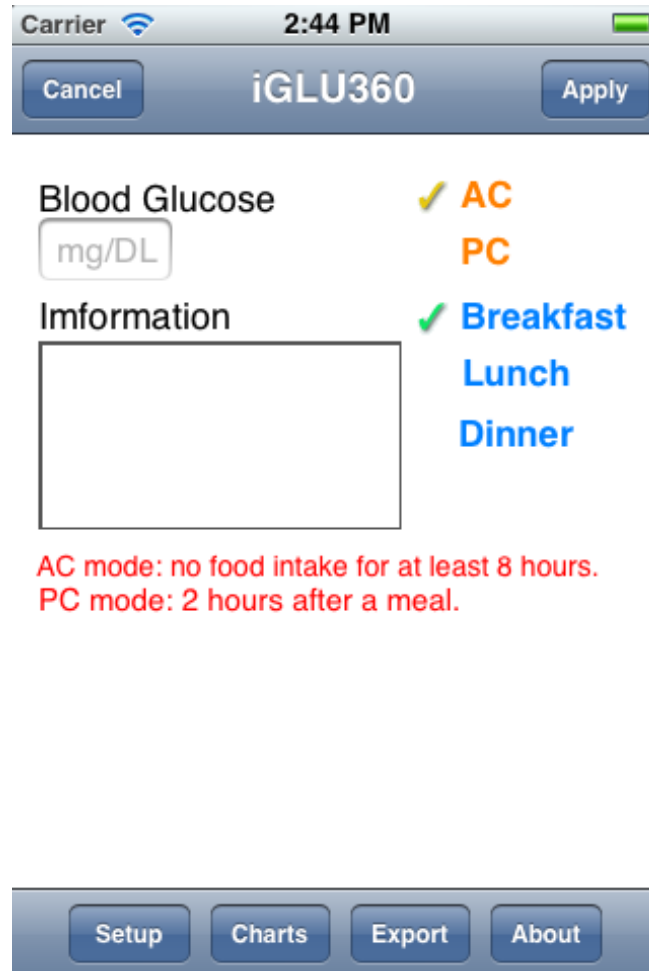 Carrier 2:44 PM
Cancel iGLU360 Apply
Blood Glucose
mg/DL
✓ AC
PC
Imformation
✓ Breakfast
Lunch
Dinner
AC mode: no food intake for at least 8 hours.
PC mode: 2 hours after a meal.
Setup Charts Export About